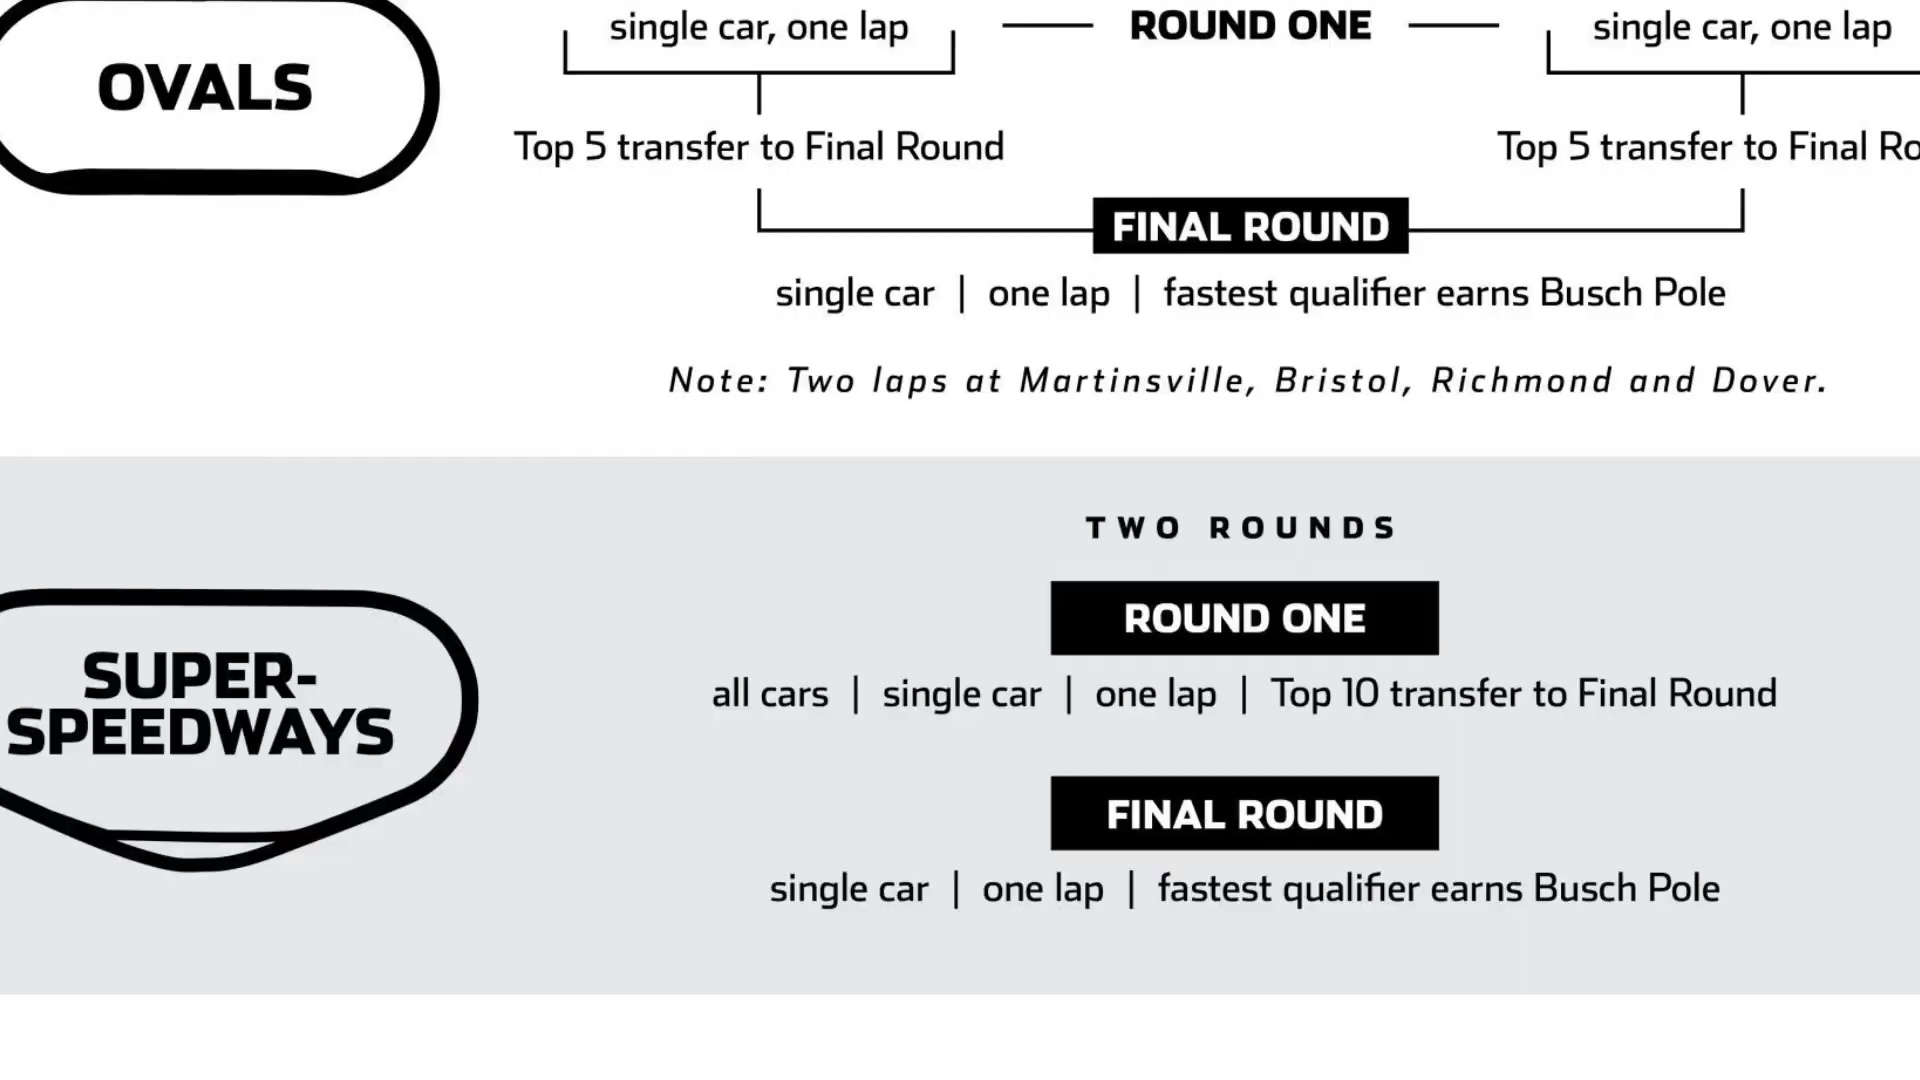 OVALS
single car, one lap
ROUND ONE
single car, one lap
Top 5 transfer to Final Round
Top 5 transfer to Final Ro
FINAL ROUND
single car | one lap | fastest qualifier earns Busch Pole
Note: Two laps at Martinsville, Bristol, Richmond and Dover.
TWO ROUNDS
SUPER-
SPEEDWAYS
ROUND ONE
all cars | single car | one lap | Top 10 transfer to Final Round
FINAL ROUND
single car | one lap | fastest qualifier earns Busch Pole